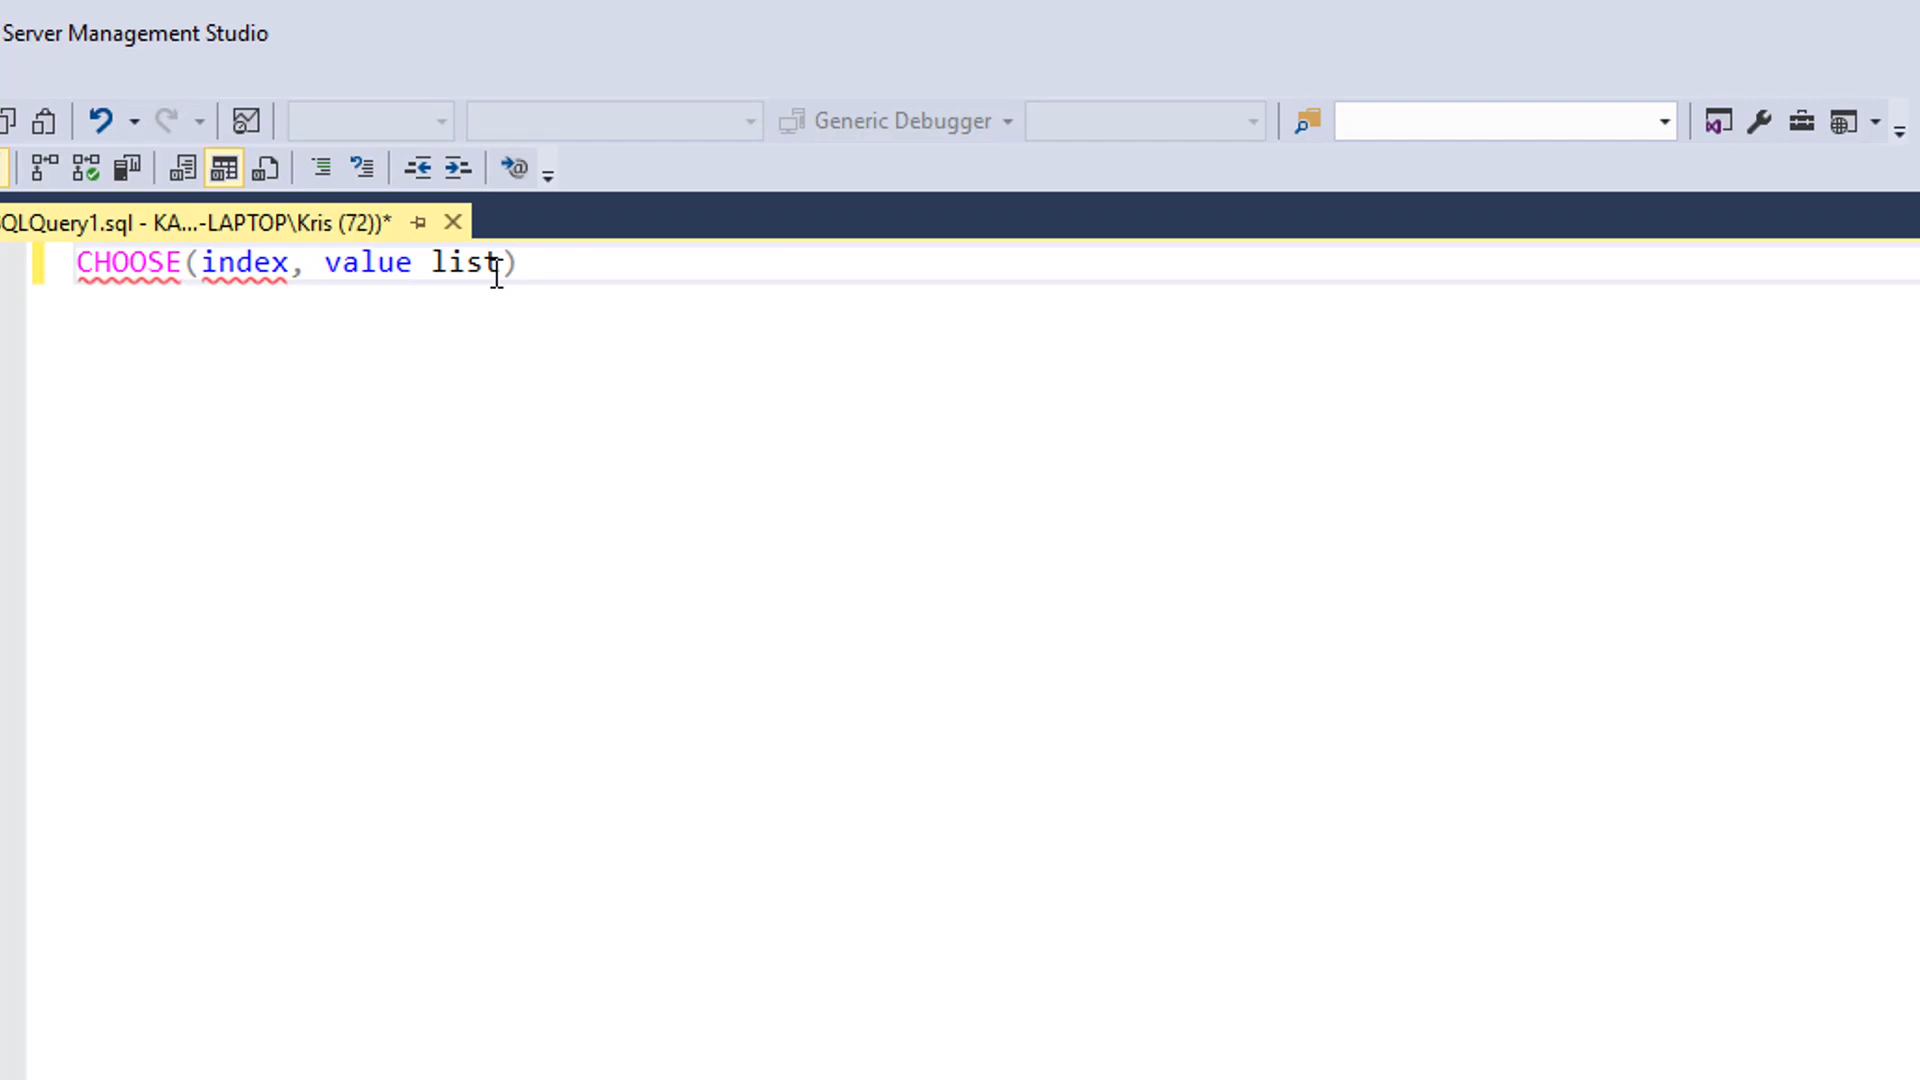 Server Management Studio
Generic Debugger
QLQuery1.sql - KA...-LAPTOP\Kris (72))*
CHOOSE(index, value list)